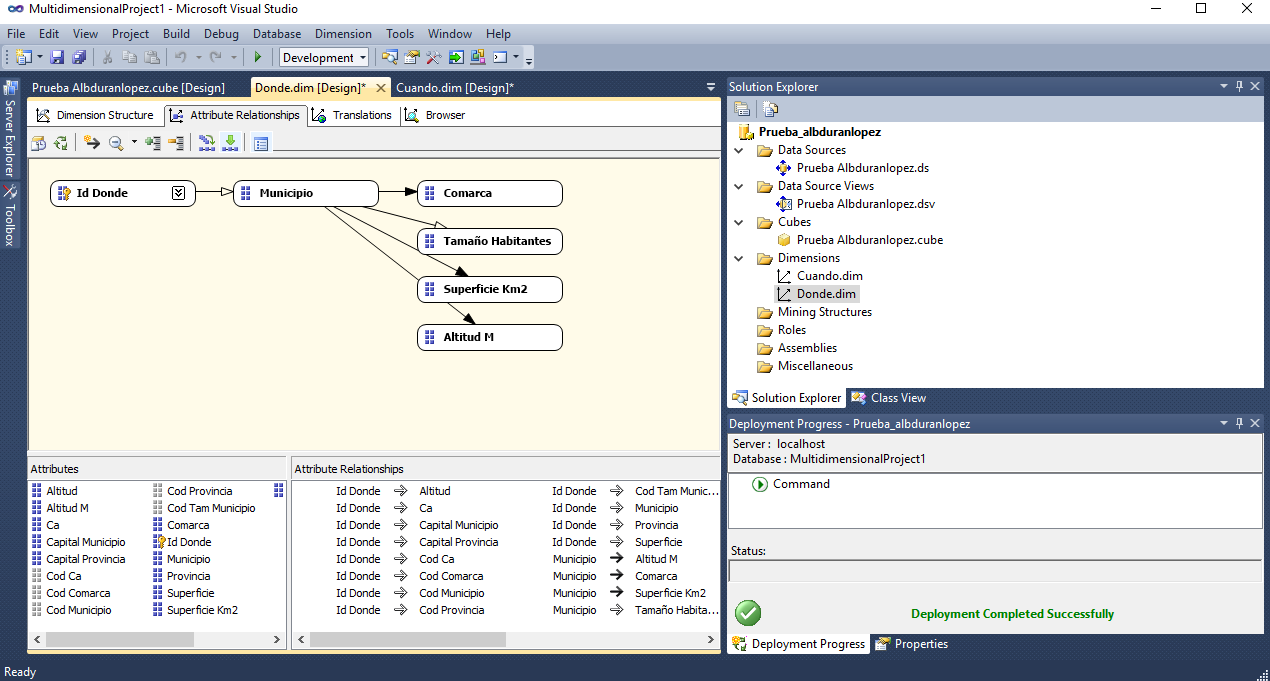 MultidimensionalProject1 - Microsoft Visual Studio
File Edit View Project Build Debug Database Dimension Tools Window Help
Development
Server Explorer
Toolbox
Prueba Albduranlopez.cube [Design] Donde.dim [Design]* Cuando.dim [Design]*
Dimension Structure Attribute Relationships Translations Browser
Id Donde Municipio Comarca
Tamaño Habitantes
Superficie Km2
Altitud M
Attributes
Altitud Cod Provincia
Altitud M Cod Tam Municipio
Ca Comarca
Capital Municipio Id Donde
Capital Provincia Municipio
Cod Ca Provincia
Cod Comarca Superficie
Cod Municipio Superficie Km2
Attribute Relationships
Id Donde Altitud Id Donde Cod Tam Munic...
Id Donde Ca Id Donde Municipio
Id Donde Capital Municipio Id Donde Provincia
Id Donde Capital Provincia Id Donde Superficie
Id Donde Cod Ca Municipio Altitud M
Id Donde Cod Comarca Municipio Comarca
Id Donde Cod Municipio Municipio Superficie Km2
Id Donde Cod Provincia Municipio Tamaño Habita...
Solution Explorer
Prueba_albduranlopez
Data Sources
Prueba Albduranlopez.ds
Data Source Views
Prueba Albduranlopez.dsv
Cubes
Prueba Albduranlopez.cube
Dimensions
Cuando.dim
Donde.dim
Mining Structures
Roles
Assemblies
Miscellaneous
Solution Explorer Class View
Deployment Progress - Prueba_albduranlopez
Server : localhost
Database : MultidimensionalProject1
Command
Status:
Deployment Completed Successfully
Deployment Progress Properties
Ready